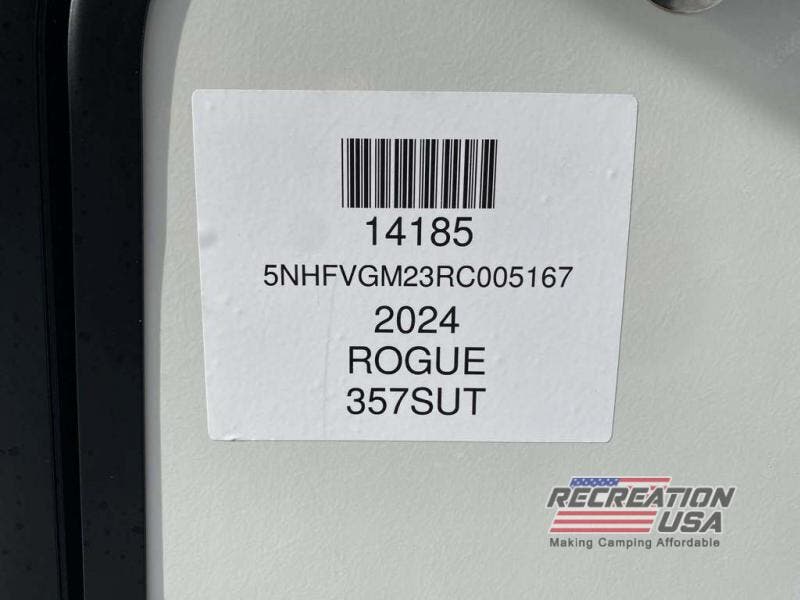 14185
5NHFVGM23RC005167
2024
ROGUE
357SUT
RECREATION
USA
Making Camping Affordable